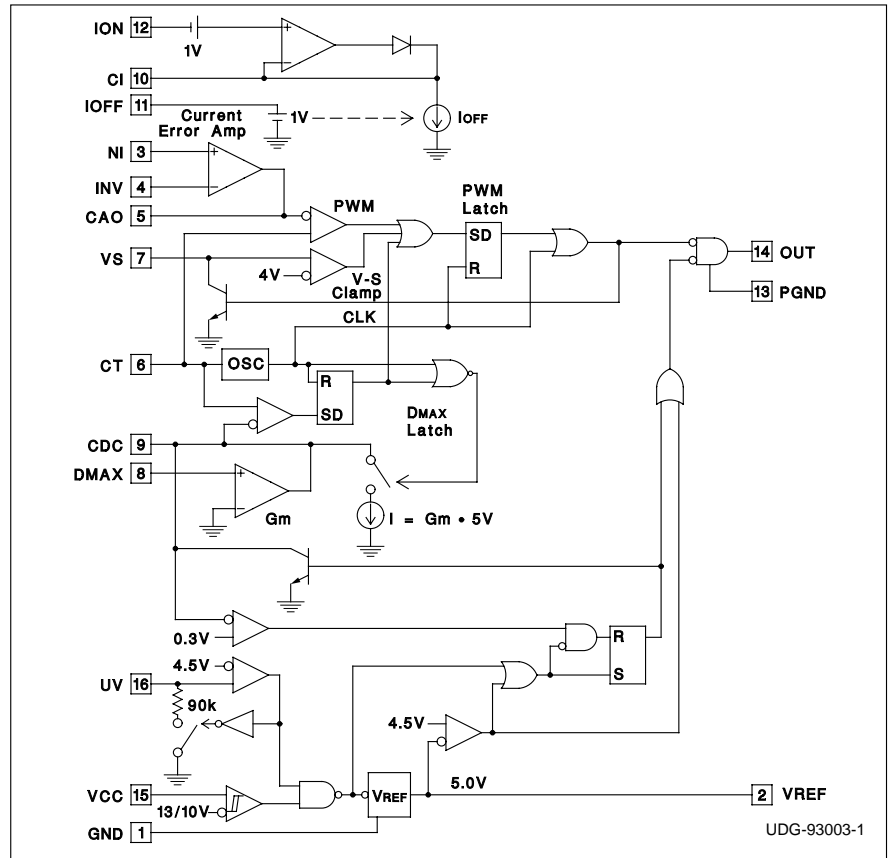 ION 12
1V
CI 10
IOFF 11
1V
IOFF
Current
Error Amp
NI 3
INV 4
CAO 5
PWM
PWM
Latch
SD
R
VS 7
4V
V-S
Clamp
14 OUT
13 PGND
CLK
CT 6
OSC
R
SD
DMAX
Latch
CDC 9
DMAX 8
Gm
I = Gm • 5V
0.3V
R
S
4.5V
UV 16
90k
4.5V
VCC 15
13/10V
VREF
5.0V
2 VREF
GND 1
UDG-93003-1